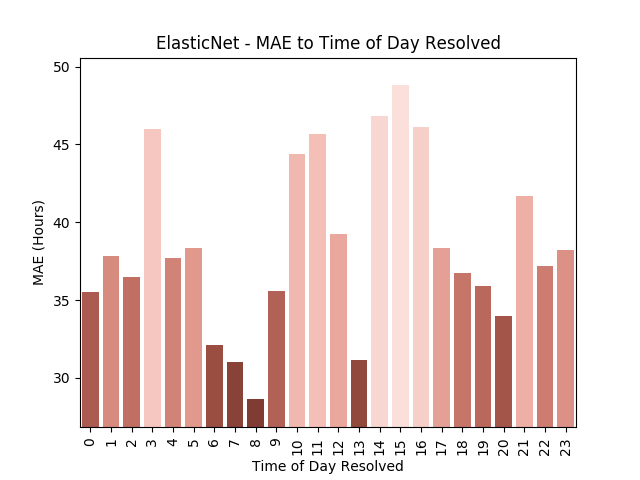 ElasticNet - MAE to Time of Day Resolved
50
45
40
35
30
MAE (Hours)
0 1 2 3 4 5 6 7 8 9 10 11 12 13 14 15 16 17 18 19 20 21 22 23
Time of Day Resolved